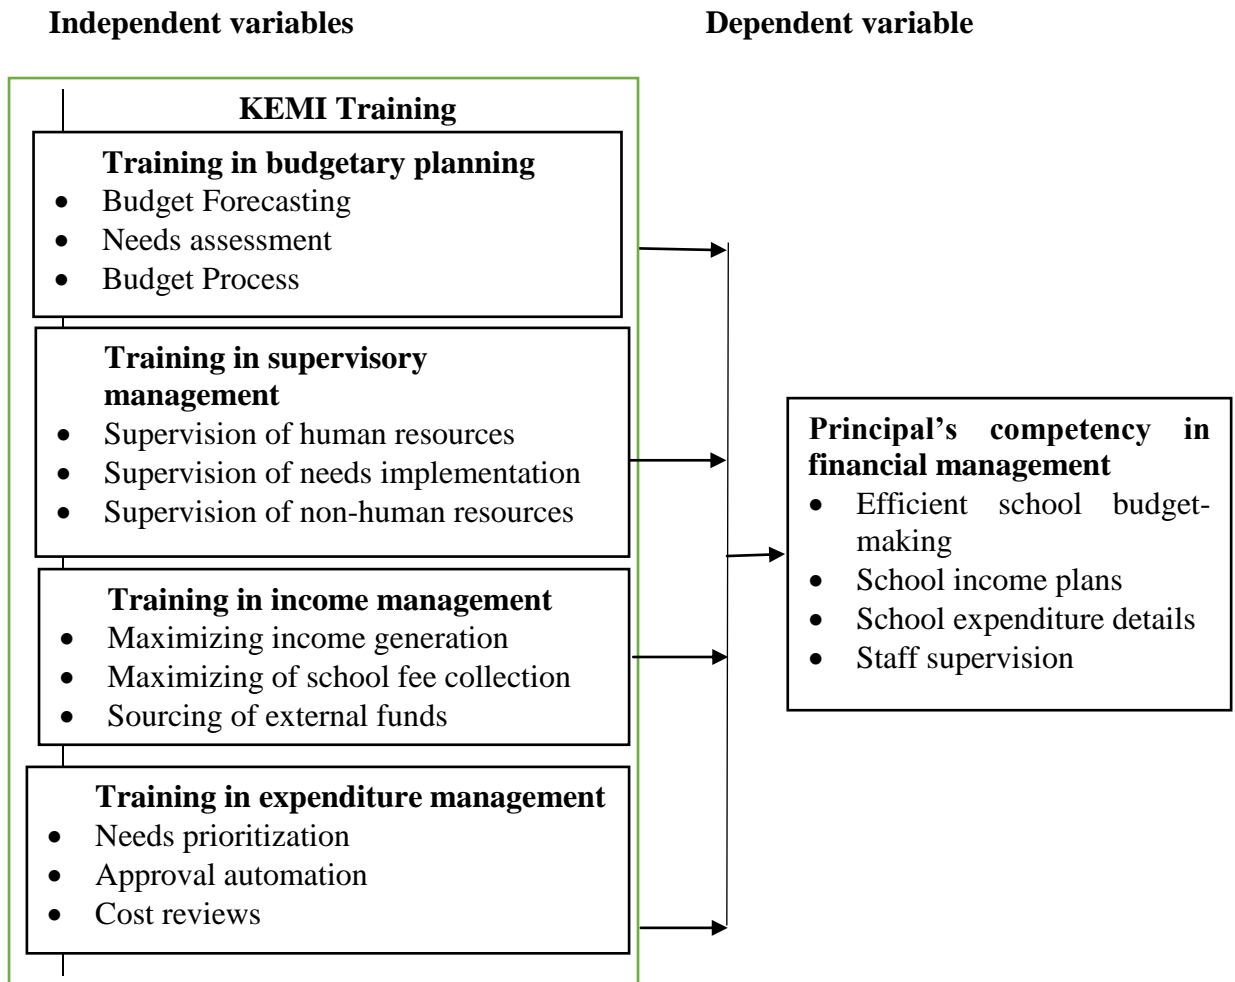 Independent variables
Dependent variable
KEMI Training
Training in budgetary planning
• Budget Forecasting
• Needs assessment
• Budget Process
Training in supervisory
management
• Supervision of human resources
• Supervision of needs implementation
• Supervision of non-human resources
Training in income management
• Maximizing income generation
• Maximizing of school fee collection
• Sourcing of external funds
Training in expenditure management
• Needs prioritization
• Approval automation
• Cost reviews
Principal’s competency in
financial management
• Efficient school budget-
making
• School income plans
• School expenditure details
• Staff supervision